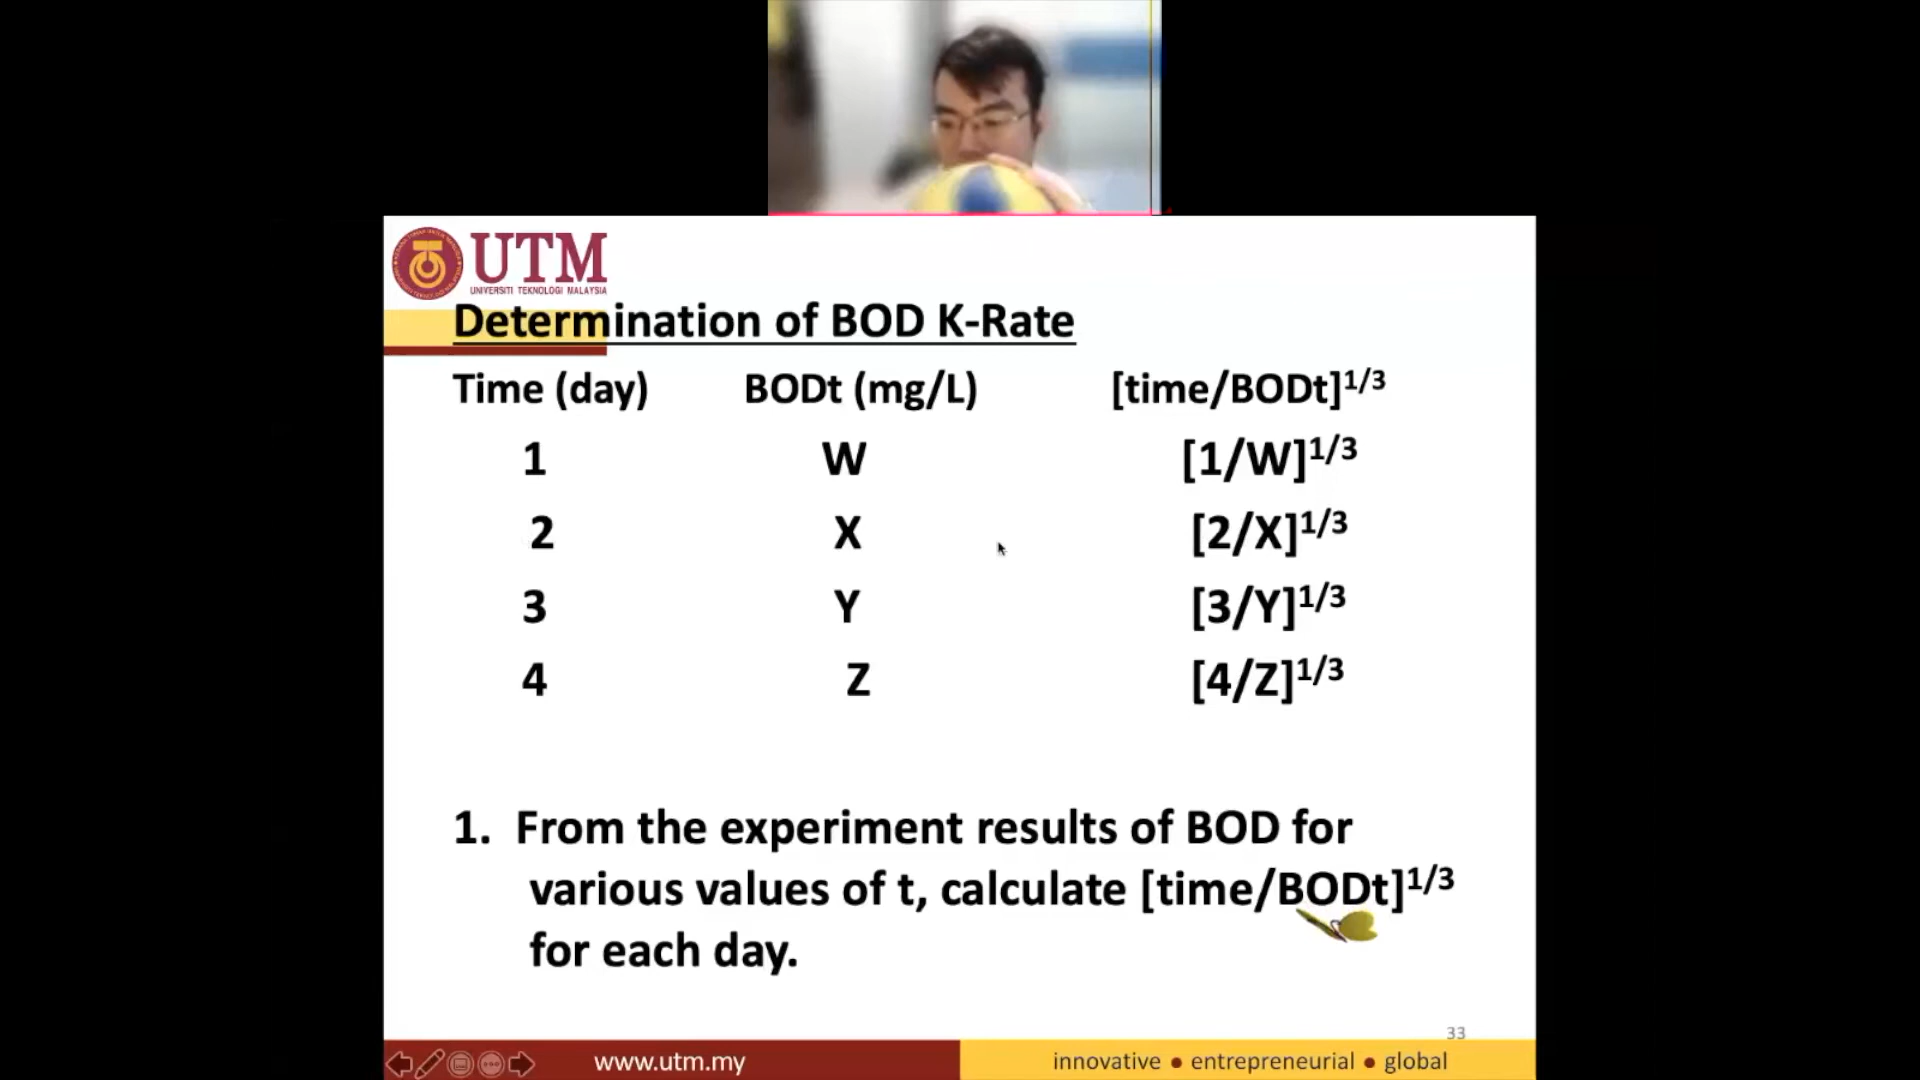 UTM
UNIVERSITI TEKNOLOGI MALAYSIA
Determination of BOD K-Rate
Time (day) BODt (mg/L) [time/BODt]¹/³
1 W [1/W]¹/³
2 X [2/X]¹/³
3 Y [3/Y]¹/³
4 Z [4/Z]¹/³
1. From the experiment results of BOD for
various values of t, calculate [time/BODt]¹/³
for each day.
33
www.utm.my innovative ● entrepreneurial ● global